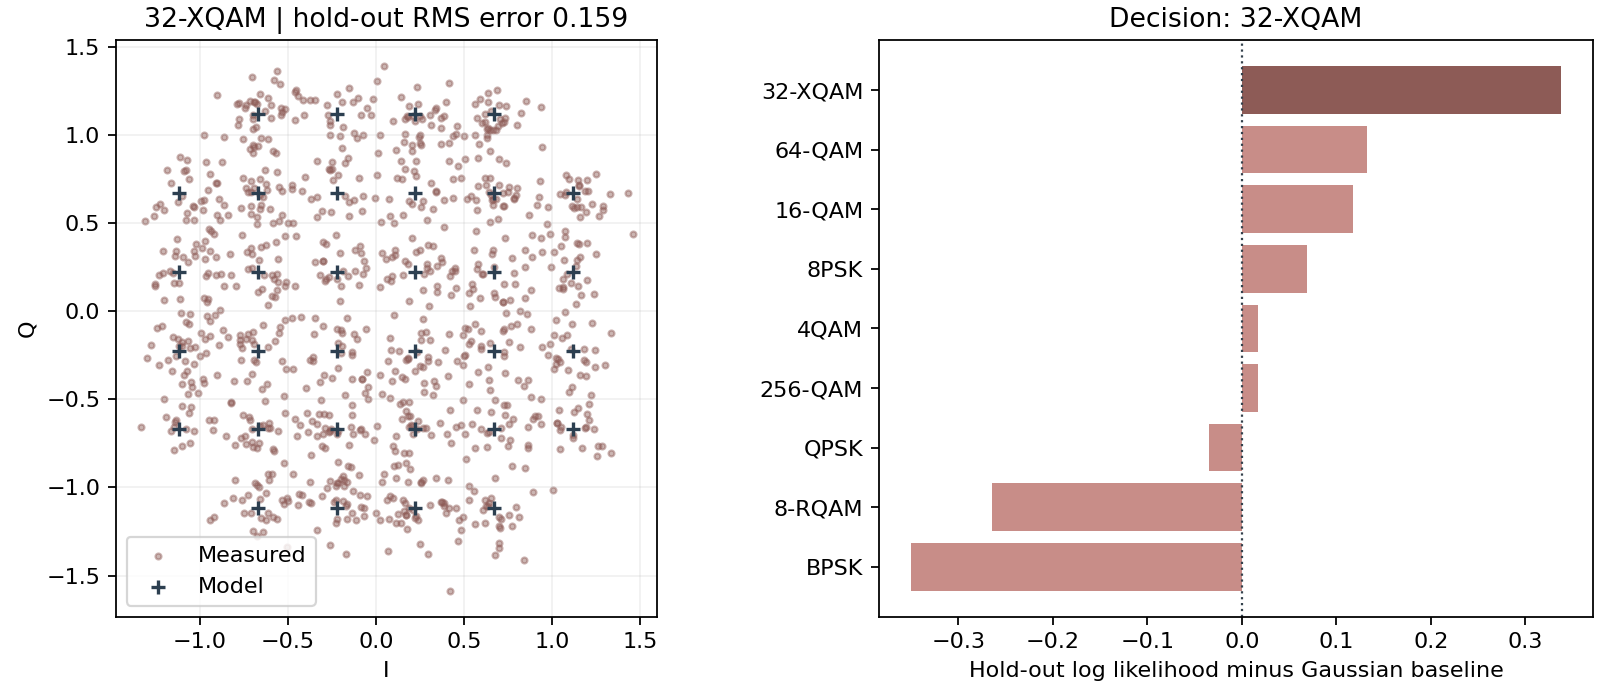 32-XQAM | hold-out RMS error 0.159
1.5
1.0
0.5
0.0
−0.5
−1.0
−1.5
Q
Measured
Model
−1.0
−0.5
0.0
0.5
1.0
1.5
I
Decision: 32-XQAM
32-XQAM
64-QAM
16-QAM
8PSK
4QAM
256-QAM
QPSK
8-RQAM
BPSK
−0.3
−0.2
−0.1
0.0
0.1
0.2
0.3
Hold-out log likelihood minus Gaussian baseline